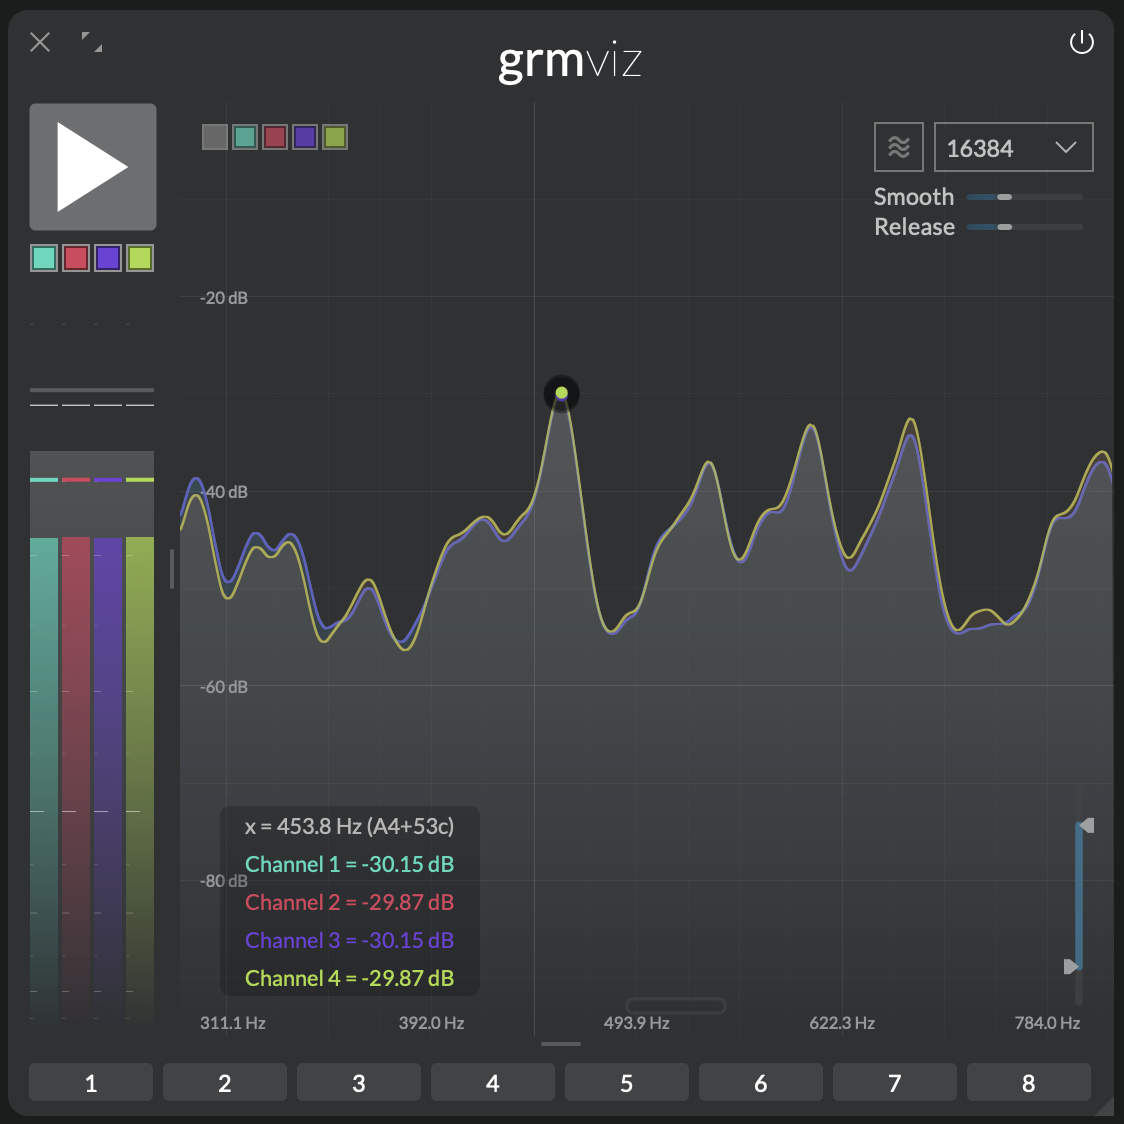 grmviz
16384
Smooth
Release
-20 dB
-40 dB
-60 dB
x = 453.8 Hz (A4+53c)
Channel 1 = -30.15 dB
-80 dB
Channel 2 = -29.87 dB
Channel 3 = -30.15 dB
Channel 4 = -29.87 dB
311.1 Hz 392.0 Hz 493.9 Hz 622.3 Hz 784.0 Hz
1 2 3 4 5 6 7 8